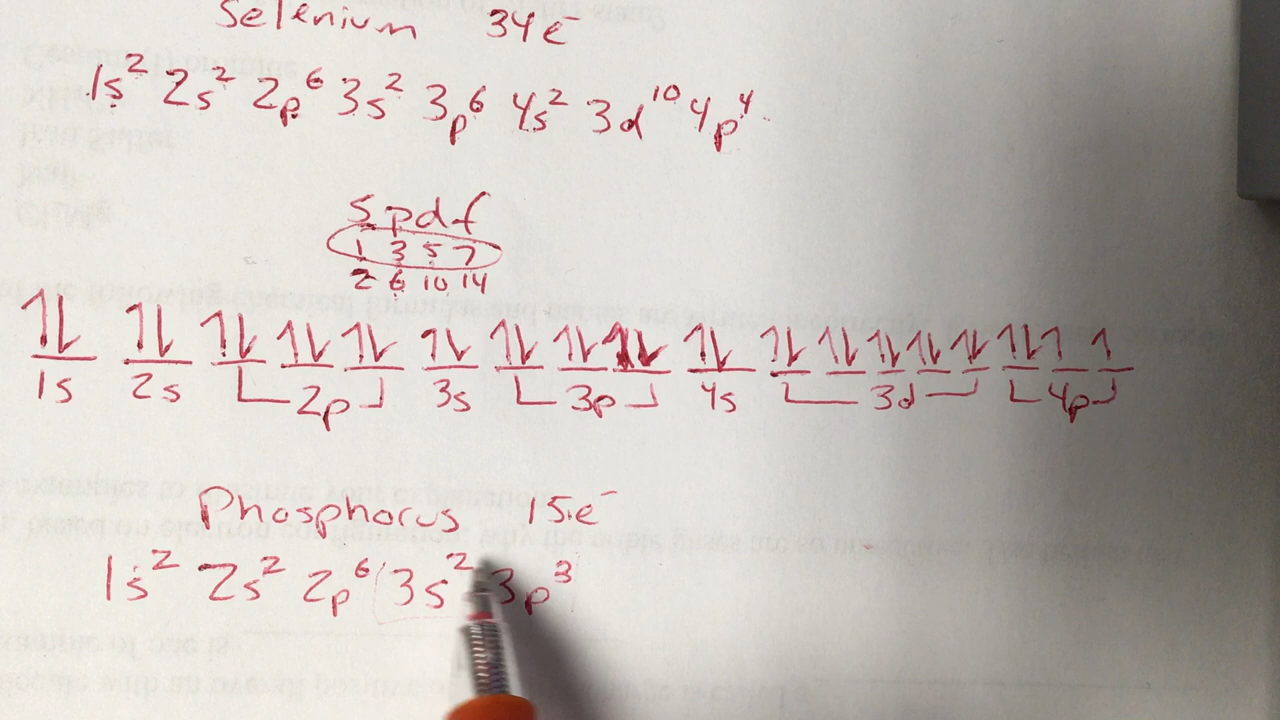 Selenium 34e⁻
1s² 2s² 2p⁶ 3s² 3p⁶ 4s² 3d¹⁰ 4p⁴
s p d f
1 3 5 7
2 6 10 14
↿⇂ ↿⇂ ↿⇂ ↿⇂ ↿⇂ ↿⇂ ↿⇂ ↿⇂ ↿⇂ ↿⇂ ↿⇂ ↿⇂ ↿⇂ ↿⇂ ↿⇂ ↿⇂ ↿ ↿
1s 2s 2p 3s 3p 4s 3d 4p
Phosphorus 15e⁻
1s² 2s² 2p⁶ 3s² 3p³